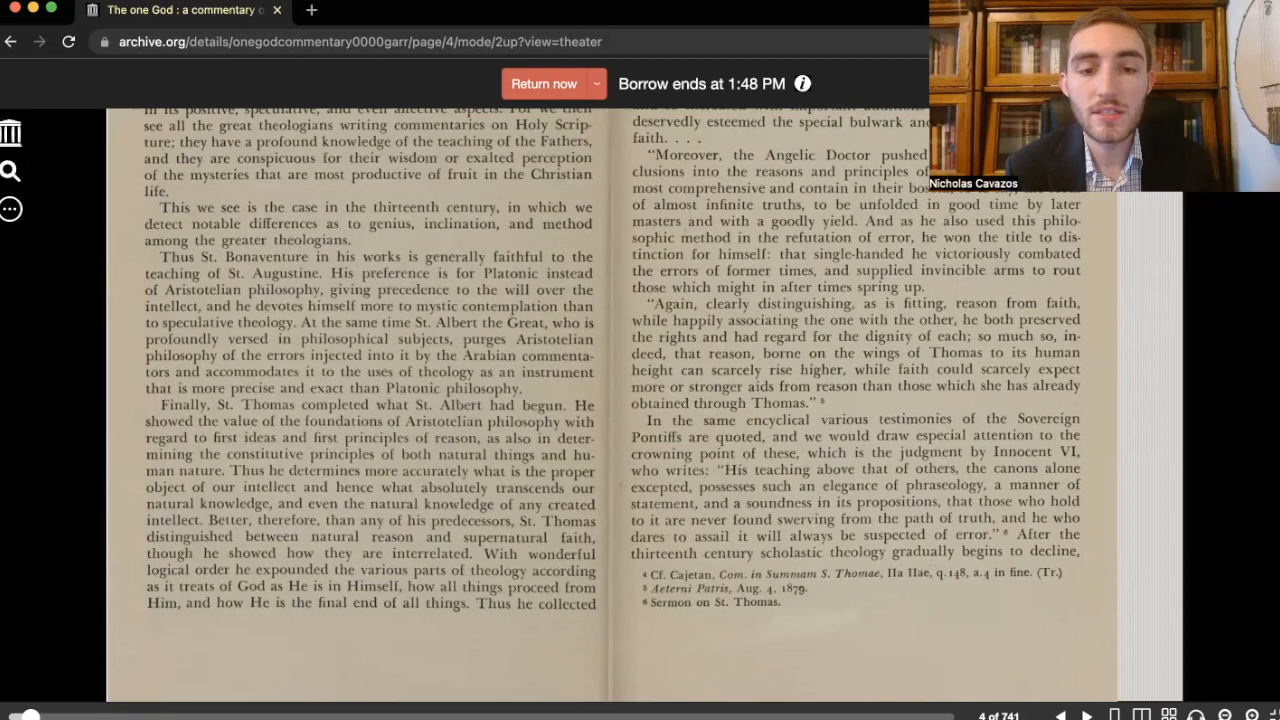 The one God : a commentary o
archive.org/details/onegodcommentary0000garr/page/4/mode/2up?view=theater
Return now
Borrow ends at 1:48 PM
Nicholas Cavazos
in its positive, speculative, and
see all the great theologians writing commentaries on Holy Scrip-
ture; they have a profound knowledge of the teaching of the Fathers,
and they are conspicuous for their wisdom or exalted perception
of the mysteries that are most productive of fruit in the Christian
life.
This we see is the case in the thirteenth century, in which we
detect notable differences as to genius, inclination, and method
among the greater theologians.
Thus St. Bonaventure in his works is generally faithful to the
teaching of St. Augustine. His preference is for Platonic instead
of Aristotelian philosophy, giving precedence to the will over the
intellect, and he devotes himself more to mystic contemplation than
to speculative theology. At the same time St. Albert the Great, who is
profoundly versed in philosophical subjects, purges Aristotelian
philosophy of the errors injected into it by the Arabian commenta-
tors and accommodates it to the uses of theology as an instrument
that is more precise and exact than Platonic philosophy.
Finally, St. Thomas completed what St. Albert had begun. He
showed the value of the foundations of Aristotelian philosophy with
regard to first ideas and first principles of reason, as also in deter-
mining the constitutive principles of both natural things and hu-
man nature. Thus he determines more accurately what is the proper
object of our intellect and hence what absolutely transcends our
natural knowledge, and even the natural knowledge of any created
intellect. Better, therefore, than any of his predecessors, St. Thomas
distinguished between natural reason and supernatural faith,
though he showed how they are interrelated. With wonderful
logical order he expounded the various parts of theology according
as it treats of God as He is in Himself, how all things proceed from
Him, and how He is the final end of all things. Thus he collected
deservedly esteemed the special bulwark and
faith. . . .
"Moreover, the Angelic Doctor pushed
clusions into the reasons and principles of
most comprehensive and contain in their
of almost infinite truths, to be unfolded in good time by later
masters and with a goodly yield. And as he also used this philo-
sophic method in the refutation of error, he won the title to dis-
tinction for himself: that single-handed he victoriously combated
the errors of former times, and supplied invincible arms to rout
those which might in after times spring up.
"Again, clearly distinguishing, as is fitting, reason from faith,
while happily associating the one with the other, he both preserved
the rights and had regard for the dignity of each; so much so, in-
deed, that reason, borne on the wings of Thomas to its human
height can scarcely rise higher, while faith could scarcely expect
more or stronger aids from reason than those which she has already
obtained through Thomas." 5
In the same encyclical various testimonies of the Sovereign
Pontiffs are quoted, and we would draw especial attention to the
crowning point of these, which is the judgment by Innocent VI,
who writes: "His teaching above that of others, the canons alone
excepted, possesses such an elegance of phraseology, a manner of
statement, and a soundness in its propositions, that those who hold
to it are never found swerving from the path of truth, and he who
dares to assail it will always be suspected of error." 6 After the
thirteenth century scholastic theology gradually begins to decline,
4 Cf. Cajetan, Com. in Summam S. Thomae, IIa IIae, q.148, a.4 in fine. (Tr.)
5 Aeterni Patris, Aug. 4, 1879.
6 Sermon on St. Thomas.
4 of 741